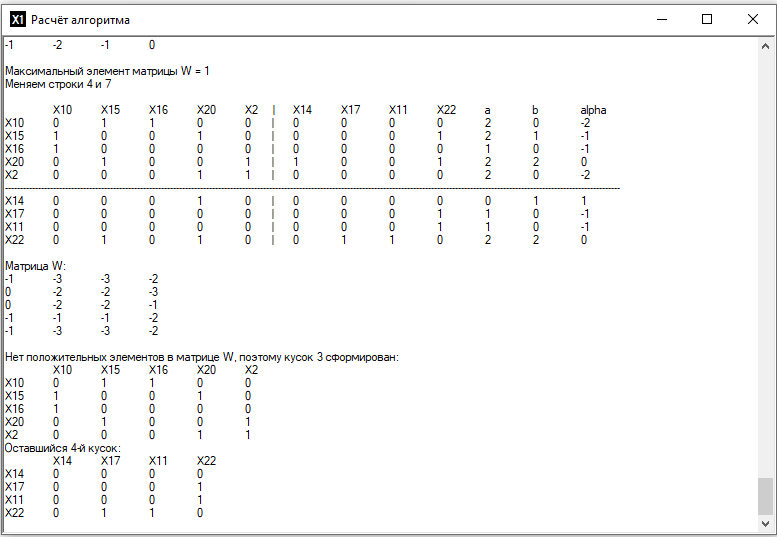 X1 Расчёт алгоритма
-1 -2 -1 0
Максимальный элемент матрицы W = 1
Меняем строки 4 и 7
X10 X15 X16 X20 X2 | X14 X17 X11 X22 a b alpha
X10 0 1 1 0 0 | 0 0 0 0 2 0 -2
X15 1 0 0 1 0 | 0 0 0 1 2 1 -1
X16 1 0 0 0 0 | 0 0 0 0 1 0 -1
X20 0 1 0 0 1 | 1 0 0 1 2 2 0
X2 0 0 0 1 1 | 0 0 0 0 2 0 -2
X14 0 0 0 1 0 | 0 0 0 0 0 1 1
X17 0 0 0 0 0 | 0 0 0 1 1 0 -1
X11 0 0 0 0 0 | 0 0 0 1 1 0 -1
X22 0 1 0 1 0 | 0 1 1 0 2 2 0
Матрица W:
-1 -3 -3 -2
0 -2 -2 -3
0 -2 -2 -1
-1 -1 -1 -2
-1 -3 -3 -2
Нет положительных элементов в матрице W, поэтому кусок 3 сформирован:
X10 X15 X16 X20 X2
X10 0 1 1 0 0
X15 1 0 0 1 0
X16 1 0 0 0 0
X20 0 1 0 0 1
X2 0 0 0 1 1
Оставшийся 4-й кусок:
X14 X17 X11 X22
X14 0 0 0 0
X17 0 0 0 1
X11 0 0 0 1
X22 0 1 1 0